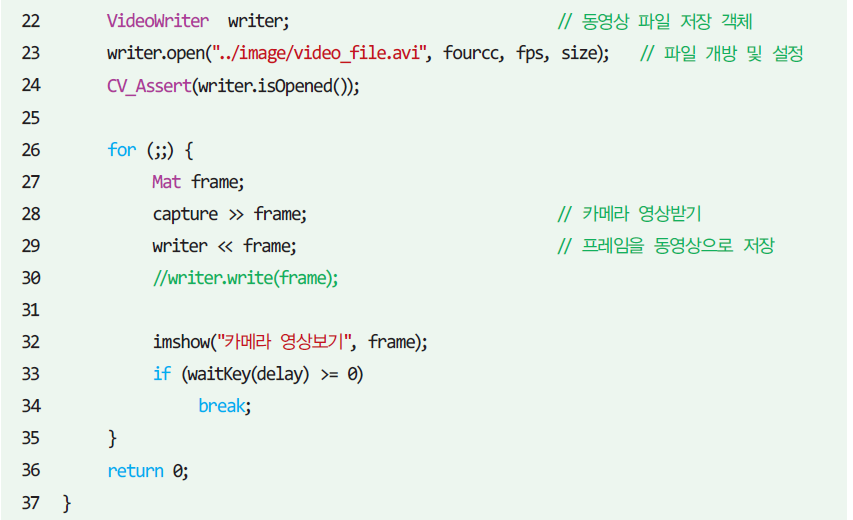 22 VideoWriter writer; // 동영상 파일 저장 객체
23 writer.open("../image/video_file.avi", fourcc, fps, size); // 파일 개방 및 설정
24 CV_Assert(writer.isOpened());
25
26 for (;;) {
27 Mat frame;
28 capture >> frame; // 카메라 영상받기
29 writer << frame; // 프레임을 동영상으로 저장
30 //writer.write(frame);
31
32 imshow("카메라 영상보기", frame);
33 if (waitKey(delay) >= 0)
34 break;
35 }
36 return 0;
37 }